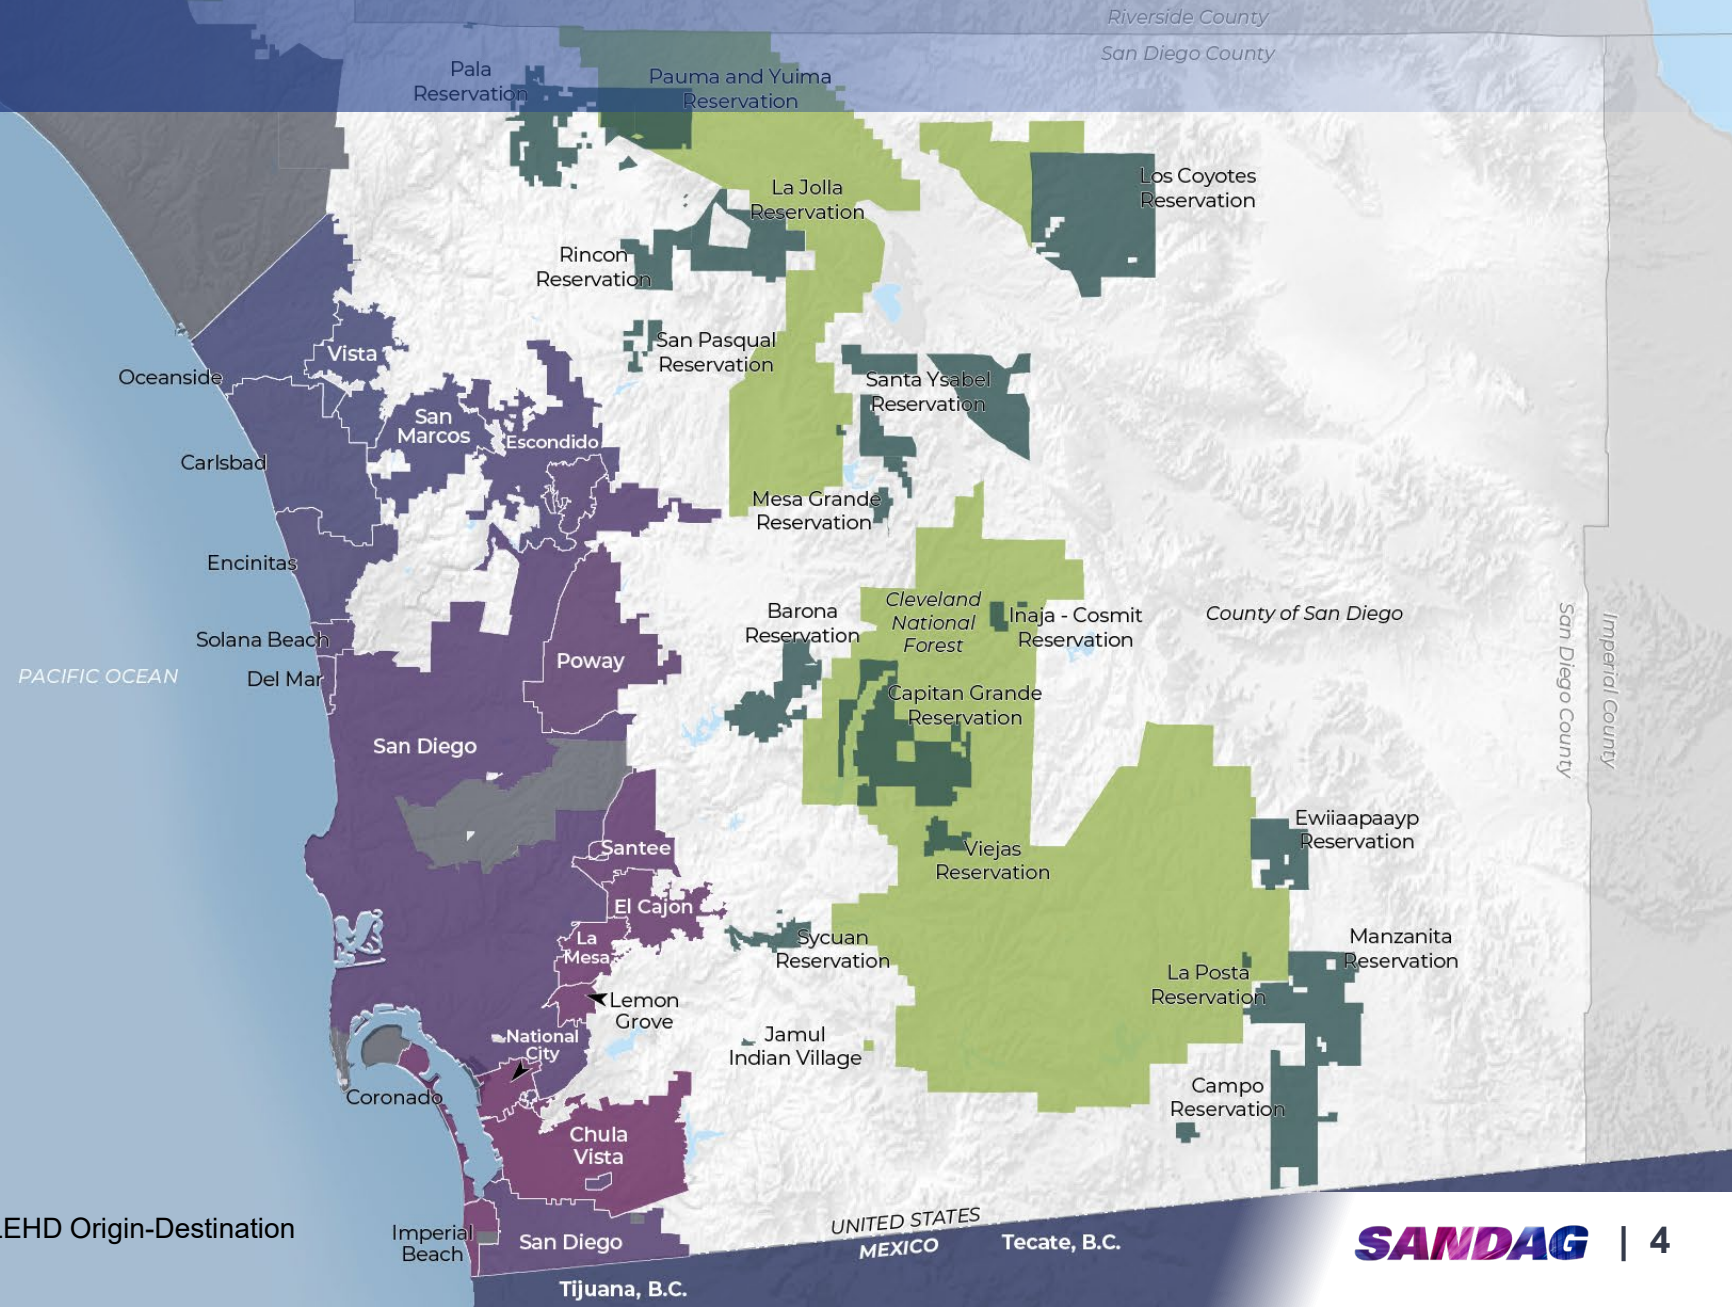 Riverside County
San Diego County
Pala
Reservation
Pauma and Yuima
Reservation
Los Coyotes
Reservation
La Jolla
Reservation
Rincon
Reservation
San Pasqual
Reservation
Vista
Oceanside
Santa Ysabel
Reservation
San
Marcos
Escondido
Carlsbad
Mesa Grande
Reservation
Encinitas
Cleveland
National
Forest
Barona
Reservation
Inaja - Cosmit
Reservation
County of San Diego
San Diego County
Imperial County
Solana Beach
Poway
PACIFIC OCEAN
Del Mar
Capitan Grande
Reservation
San Diego
Ewiiaapaayp
Reservation
Santee
Viejas
Reservation
El Cajon
La
Mesa
Sycuan
Reservation
Manzanita
Reservation
La Posta
Reservation
Lemon
Grove
National
City
Jamul
Indian Village
Coronado
Campo
Reservation
Chula
Vista
Imperial
Beach
San Diego
UNITED STATES
MEXICO
Tecate, B.C.
Tijuana, B.C.
LEHD Origin-Destination
SANDAG | 4